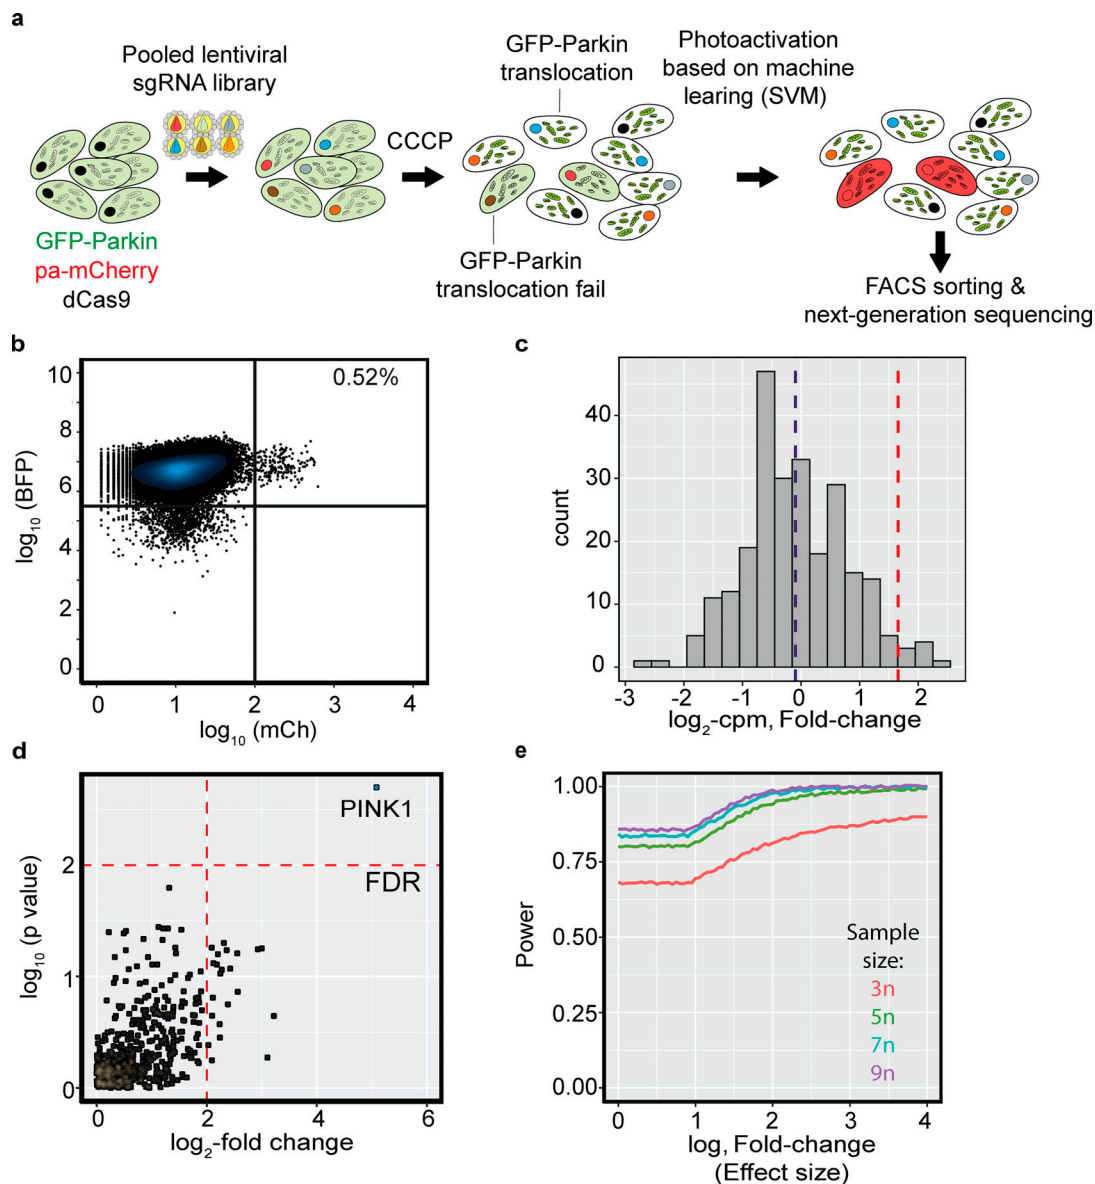 a
Pooled lentiviral
sgRNA library
GFP-Parkin
translocation
Photoactivation
based on machine
learing (SVM)
CCCP
GFP-Parkin
pa-mCherry
dCas9
GFP-Parkin
translocation fail
FACS sorting &
next-generation sequencing
b
10
8
6
4
2
0
log10 (BFP)
0.52%
0 1 2 3 4
log10 (mCh)
c
40
30
20
10
0
count
-3 -2 -1 0 1 2
log2-cpm, Fold-change
d
2
1
0
log10 (p value)
PINK1
FDR
0 2 4 6
log2-fold change
e
1.00
0.75
0.50
0.25
0.00
Power
Sample
size:
3n
5n
7n
9n
0 1 2 3 4
log, Fold-change
(Effect size)